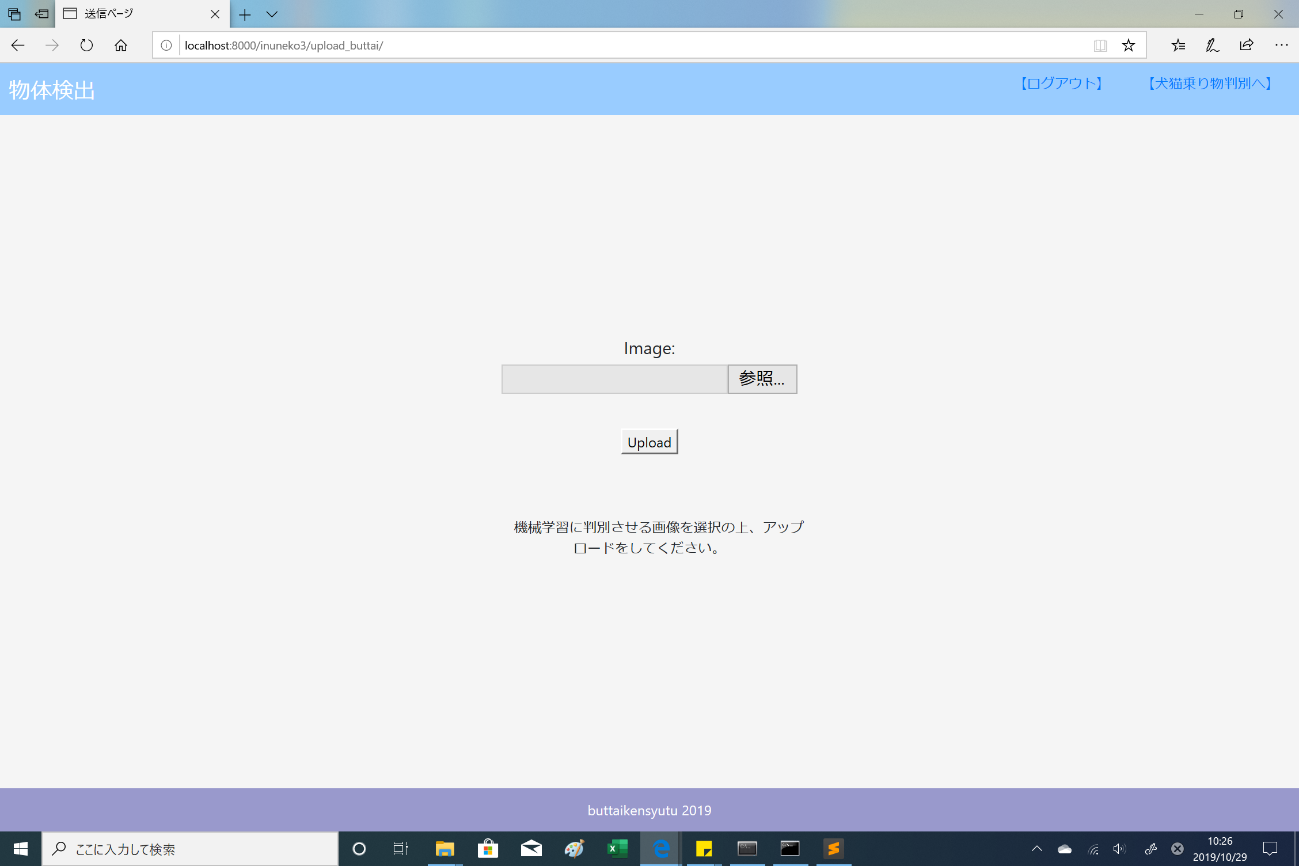 送信ページ
localhost:8000/inuneko3/upload_buttai/
物体検出
【ログアウト】
【犬猫乗り物判別へ】
Image:
参照...
Upload
機械学習に判別させる画像を選択の上、アップ
ロードをしてください。
buttaikensyutu 2019
ここに入力して検索
10:26
2019/10/29